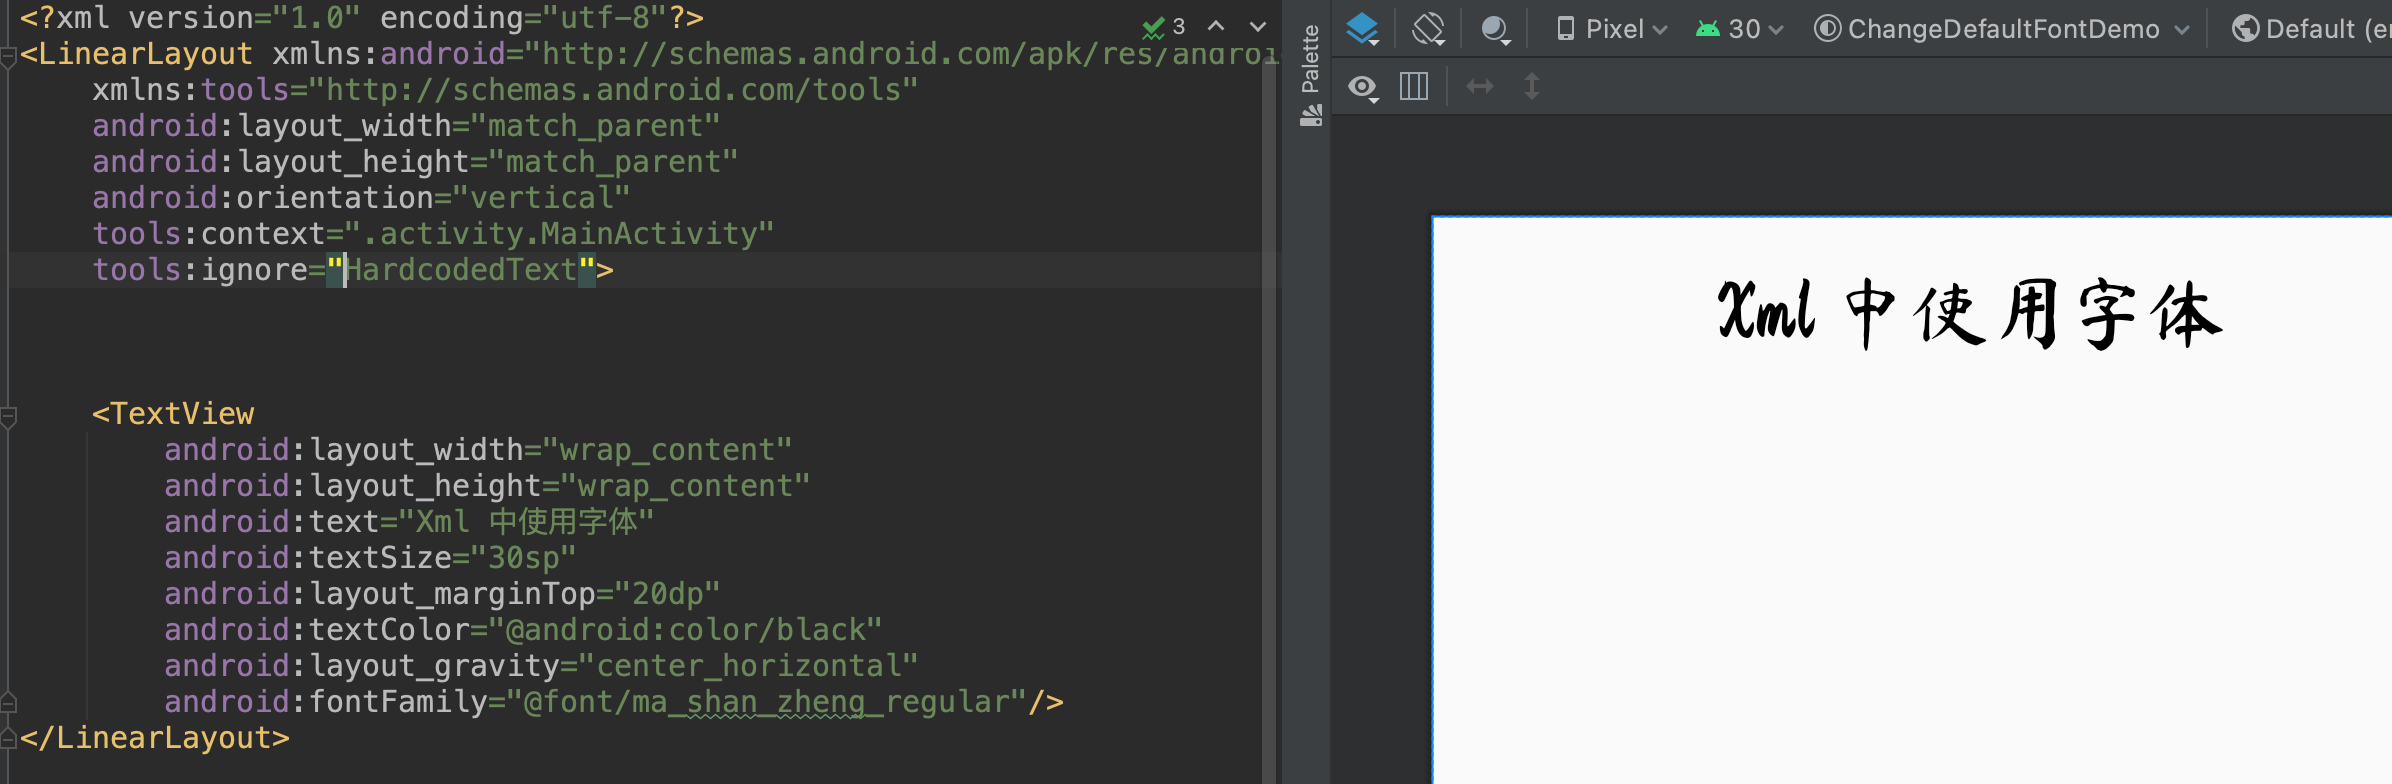 <?xml version="1.0" encoding="utf-8"?>
<LinearLayout xmlns:android="http://schemas.android.com/apk/res/androi
    xmlns:tools="http://schemas.android.com/tools"
    android:layout_width="match_parent"
    android:layout_height="match_parent"
    android:orientation="vertical"
    tools:context=".activity.MainActivity"
    tools:ignore="HardcodedText">
    <TextView
        android:layout_width="wrap_content"
        android:layout_height="wrap_content"
        android:text="Xml 中使用字体"
        android:textSize="30sp"
        android:layout_marginTop="20dp"
        android:textColor="@android:color/black"
        android:layout_gravity="center_horizontal"
        android:fontFamily="@font/ma_shan_zheng_regular"/>
</LinearLayout>
3
Palette
Pixel
30
ChangeDefaultFontDemo
Default (e
Xml 中使用字体